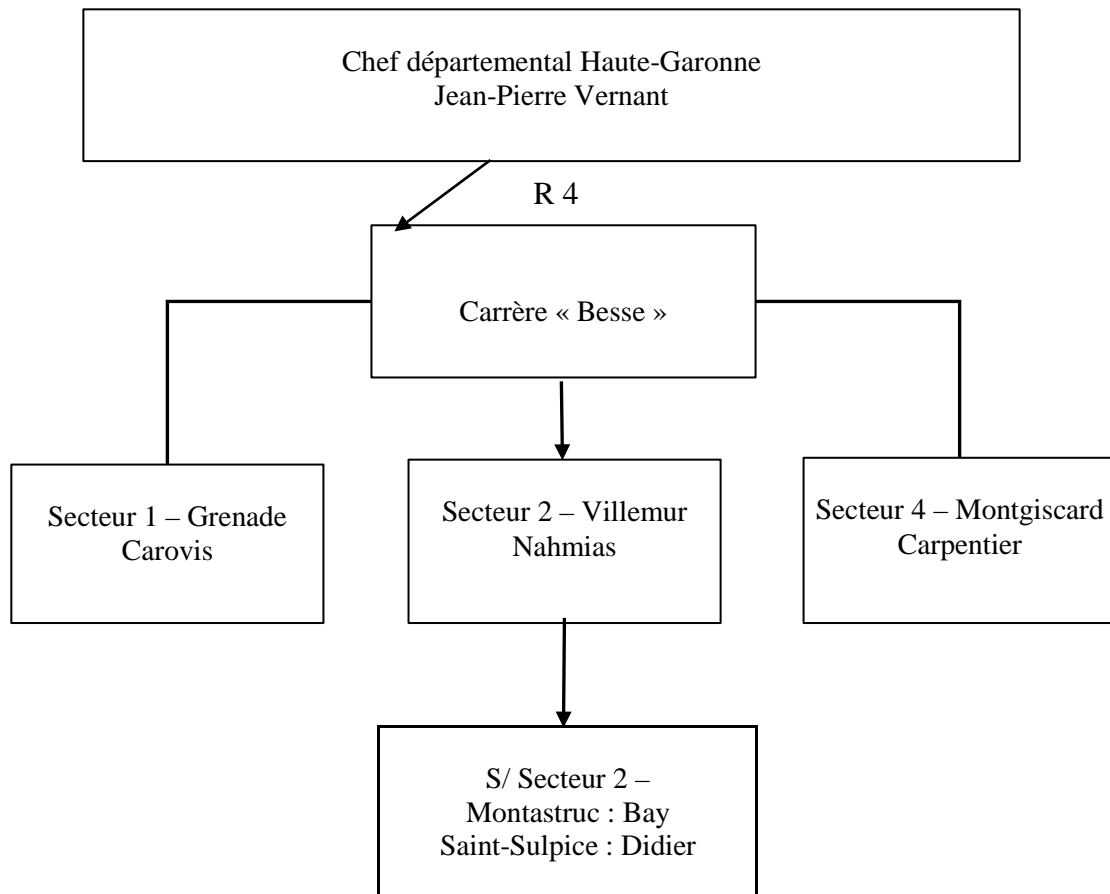 Chef départemental Haute-Garonne
Jean-Pierre Vernant
R 4
Carrère « Besse »
Secteur 1 – Grenade
Carovis
Secteur 2 – Villemur
Nahmias
Secteur 4 – Montgiscard
Carpentier
S/ Secteur 2 –
Montastruc : Bay
Saint-Sulpice : Didier